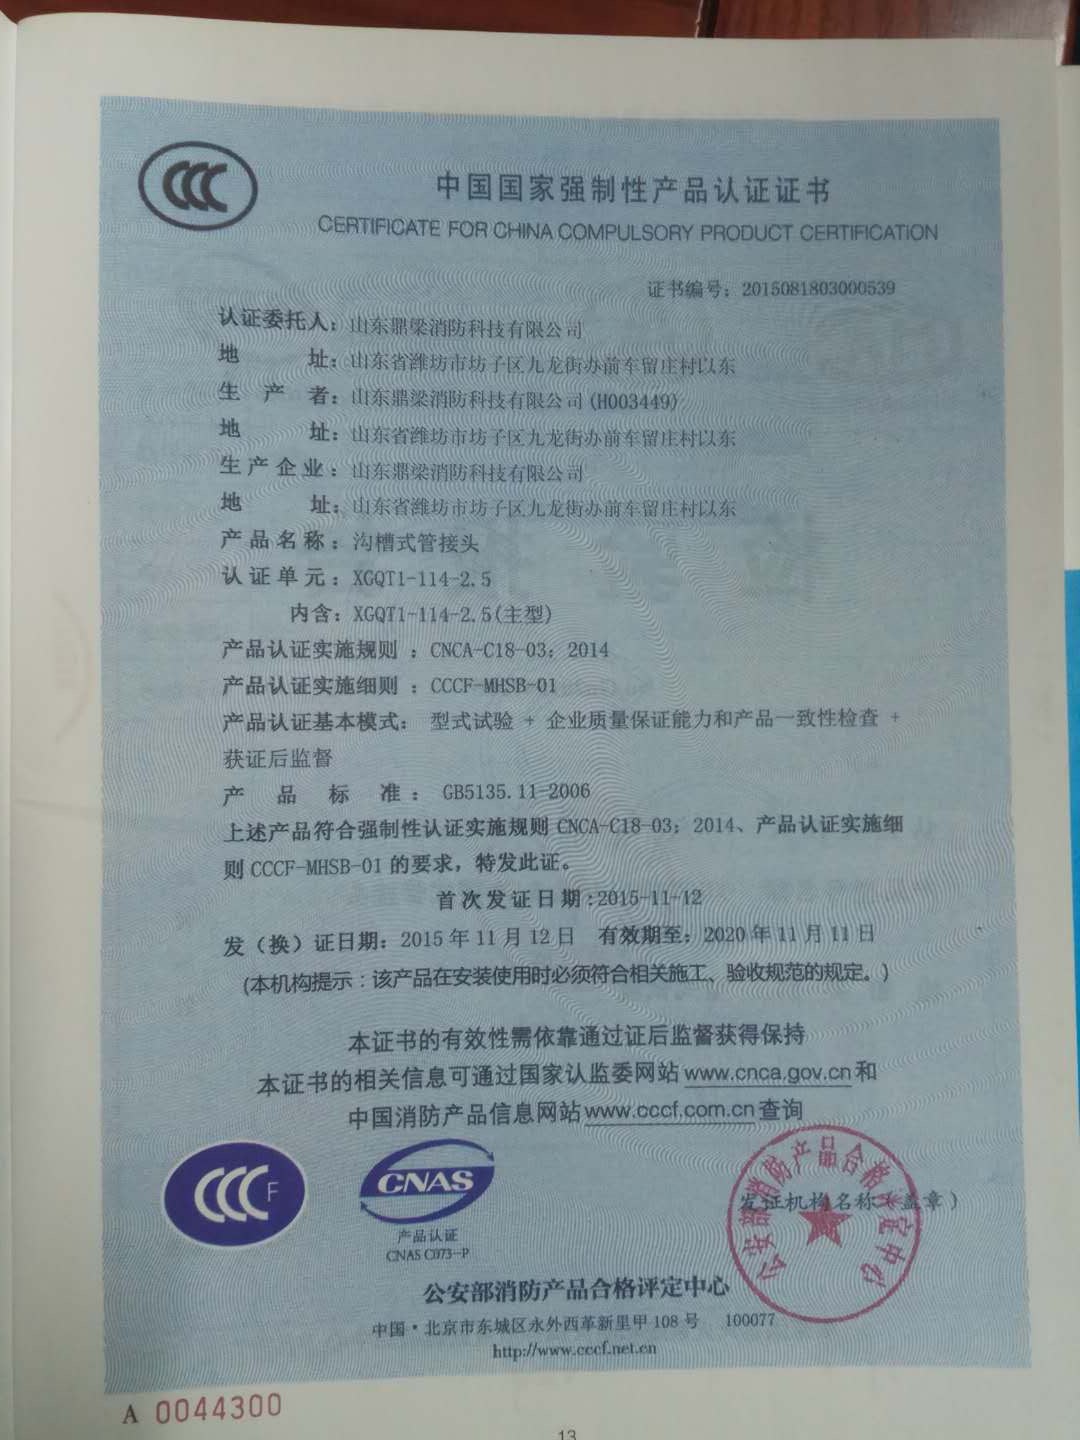 CCC
中国国家强制性产品认证证书
CERTIFICATE FOR CHINA COMPULSORY PRODUCT CERTIFICATION
证书编号：2015081803000539
认证委托人：山东鼎梁消防科技有限公司
地 址：山东省潍坊市坊子区九龙街办前车留庄村以东
生 产 者：山东鼎梁消防科技有限公司(H003449)
地 址：山东省潍坊市坊子区九龙街办前车留庄村以东
生产企业：山东鼎梁消防科技有限公司
地 址：山东省潍坊市坊子区九龙街办前车留庄村以东
产品名称：沟槽式管接头
认证单元：XGQT1-114-2.5
内含：XGQT1-114-2.5(主型)
产品认证实施规则 ：CNCA-C18-03：2014
产品认证实施细则 ：CCCF-MHSB-01
产品认证基本模式： 型式试验 + 企业质量保证能力和产品一致性检查 +
获证后监督
产 品 标 准： GB5135.11-2006
上述产品符合强制性认证实施规则 CNCA-C18-03：2014、产品认证实施细
则 CCCF-MHSB-01 的要求，特发此证。
首次发证日期:2015-11-12
发（换）证日期：2015 年 11 月 12 日 有效期至：2020 年 11 月 11 日
(本机构提示：该产品在安装使用时必须符合相关施工、验收规范的规定。)
本证书的有效性需依靠通过证后监督获得保持
本证书的相关信息可通过国家认监委网站 www.cnca.gov.cn 和
中国消防产品信息网站 www.cccf.com.cn 查询
CCCF
CNAS
产品认证
CNAS C073-P
发证机构名称（盖章）
公安部消防产品合格评定中心
公安部消防产品合格评定中心
中国·北京市东城区永外西革新里甲 108 号 100077
http://www.cccf.net.cn
A 0044300
13